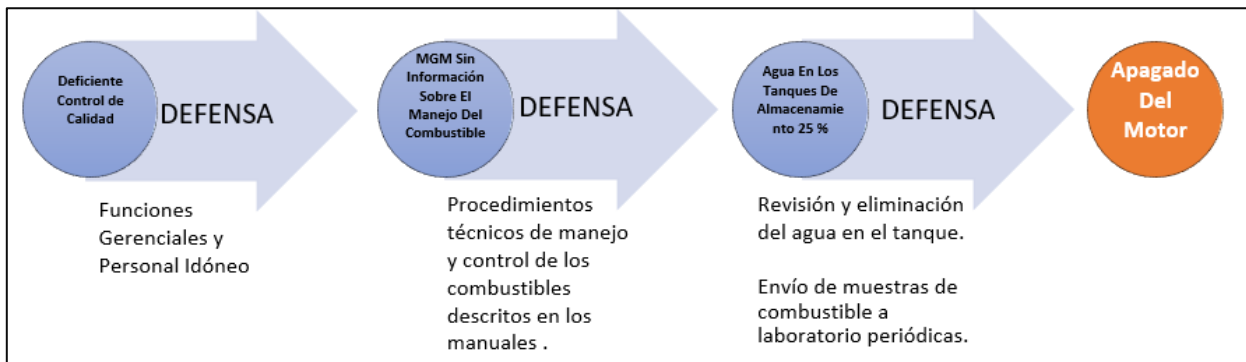 Deficiente
Control de
Calidad
DEFENSA
Funciones
Gerenciales y
Personal Idóneo
MGM Sin
Información
Sobre El
Manejo Del
Combustible
DEFENSA
Procedimientos
técnicos de manejo
y control de los
combustibles
descritos en los
manuales .
Agua En Los
Tanques De
Almacenamie
nto 25 %
DEFENSA
Revisión y eliminación
del agua en el tanque.
Envío de muestras de
combustible a
laboratorio periódicas.
Apagado
Del
Motor